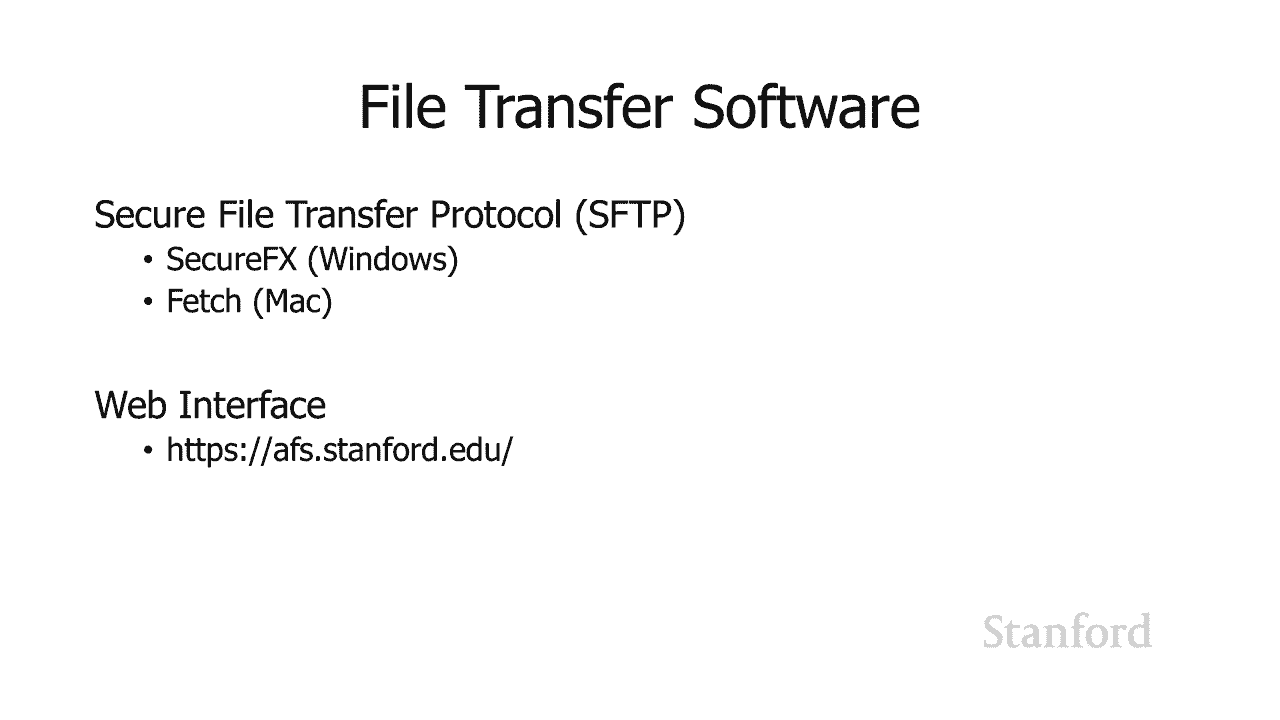 File Transfer Software
Secure File Transfer Protocol (SFTP)
• SecureFX (Windows)
• Fetch (Mac)
Web Interface
• https://afs.stanford.edu/
Stanford